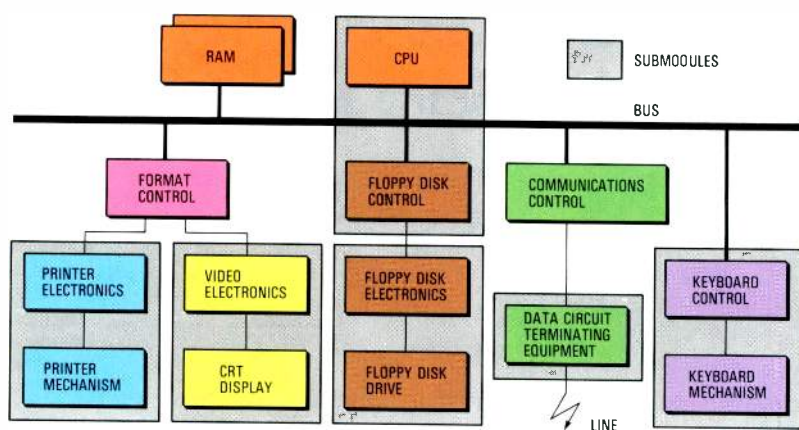 RAM
CPU
SUBMODULES
BUS
FORMAT
CONTROL
FLOPPY DISK
CONTROL
COMMUNICATIONS
CONTROL
PRINTER
ELECTRONICS
VIDEO
ELECTRONICS
FLOPPY DISK
ELECTRONICS
DATA CIRCUIT
TERMINATING
EQUIPMENT
KEYBOARD
CONTROL
PRINTER
MECHANISM
CRT
DISPLAY
FLOPPY DISK
DRIVE
KEYBOARD
MECHANISM
LINE